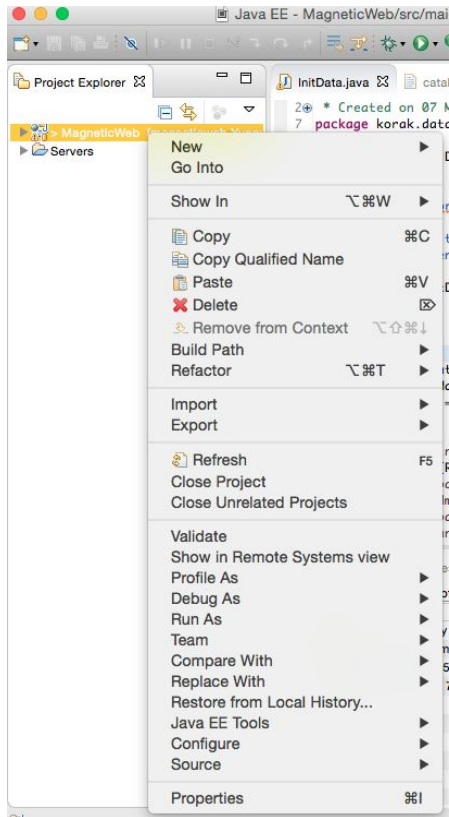 Java EE - MagneticWeb/src/mai
Project Explorer
InitData.java
2 * Created on 07 M
7 package korak.data
> MagneticWeb
Servers
New
Go Into
Show In ⌥⌘W
Copy ⌘C
Copy Qualified Name
Paste ⌘V
Delete ⌦
Remove from Context ⌥⇧⌘↓
Build Path
Refactor ⌥⌘T
Import
Export
Refresh F5
Close Project
Close Unrelated Projects
Validate
Show in Remote Systems view
Profile As
Debug As
Run As
Team
Compare With
Replace With
Restore from Local History...
Java EE Tools
Configure
Source
Properties ⌘I